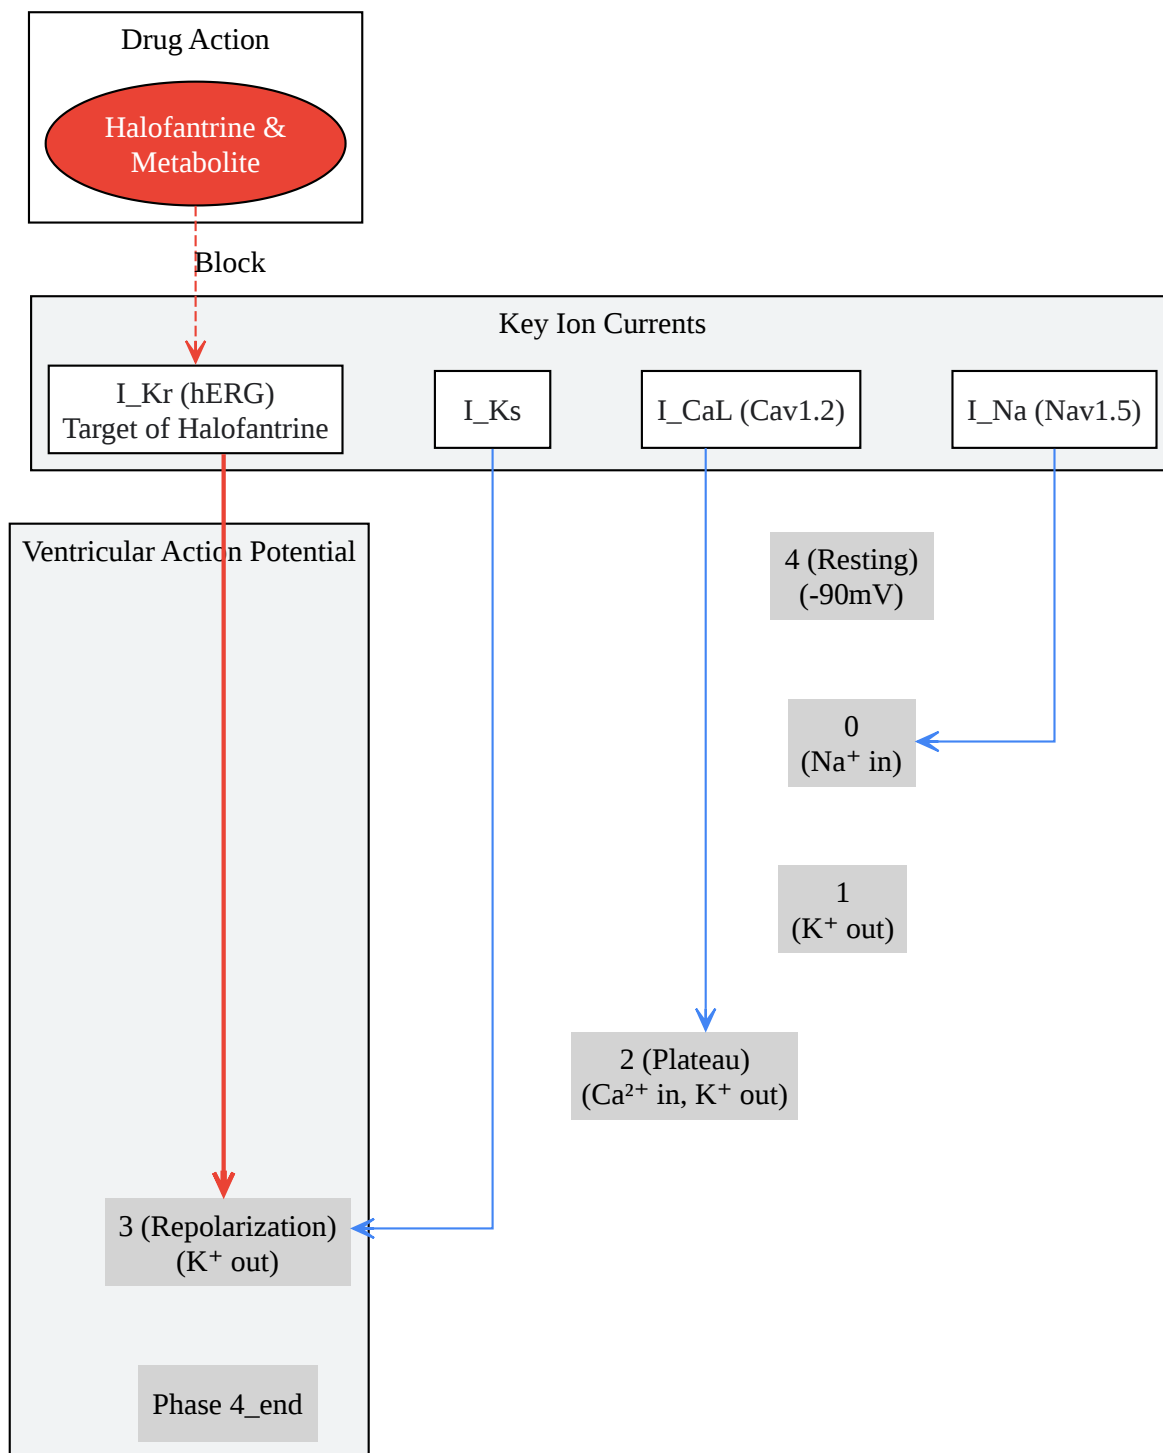 Drug Action
Halofantrine &
Metabolite
Block
Key Ion Currents
I_Kr (hERG)
Target of Halofantrine
I_Ks
I_CaL (Cav1.2)
I_Na (Nav1.5)
Ventricular Action Potential
4 (Resting)
(-90mV)
0
(Na⁺ in)
1
(K⁺ out)
2 (Plateau)
(Ca²⁺ in, K⁺ out)
3 (Repolarization)
(K⁺ out)
Phase 4_end